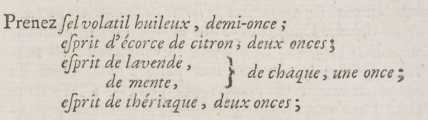 Prenez ſel volatil huileux, demi-once;
eſprit d'écorce de citron, deux onces;
eſprit de lavende,
de mente, } de chaque, une once;
eſprit de thériaque, deux onces;